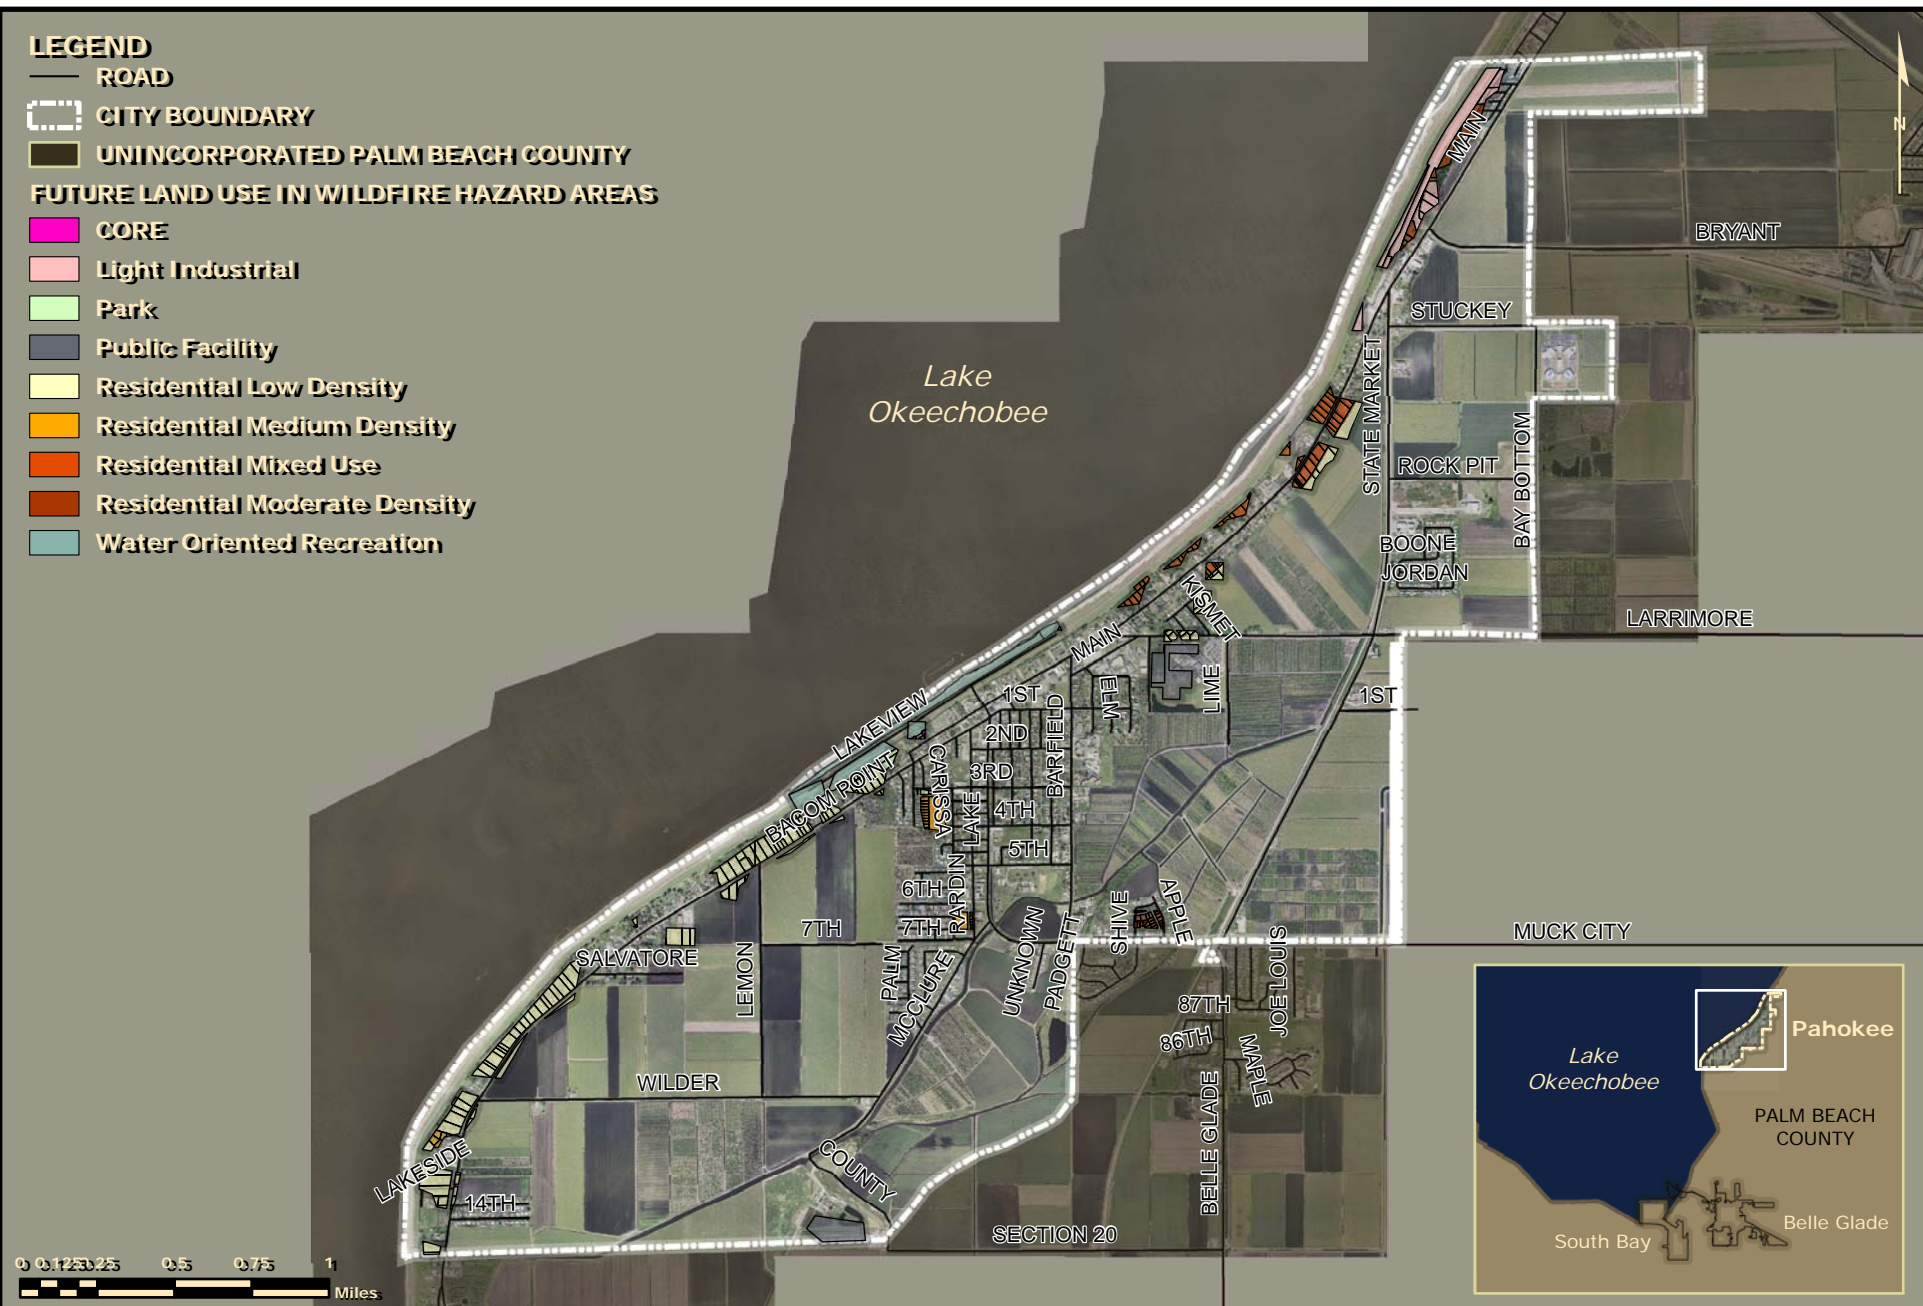 LEGEND
ROAD
CITY BOUNDARY
UNINCORPORATED PALM BEACH COUNTY
FUTURE LAND USE IN WILDFIRE HAZARD AREAS
CORE
Light Industrial
Park
Public Facility
Residential Low Density
Residential Medium Density
Residential Mixed Use
Residential Moderate Density
Water Oriented Recreation
N
MAIN
BRYANT
STUCKEY
Lake
Okeechobee
STATE MARKET
BAY BOTTOM
ROCK PIT
BOONE
JORDAN
KISMET
LARRIMORE
MAIN
LIME
ELM
1ST
1ST
LAKEVIEW
BARFIELD
2ND
CARISSA
3RD
BACOM POINT
LAKE
4TH
5TH
RARDIN
6TH
7TH
7TH
SHIVE
APPLE
UNKNOWN
PADGETT
MUCK CITY
SALVATORE
LEMON
PALM
MCCLURE
JOE LOUIS
87TH
86TH
MAPLE
WILDER
BELLE GLADE
COUNTY
LAKESIDE
14TH
SECTION 20
Pahokee
Lake
Okeechobee
PALM BEACH
COUNTY
Belle Glade
South Bay
0 0.125 0.25 0.5 0.75 1
Miles